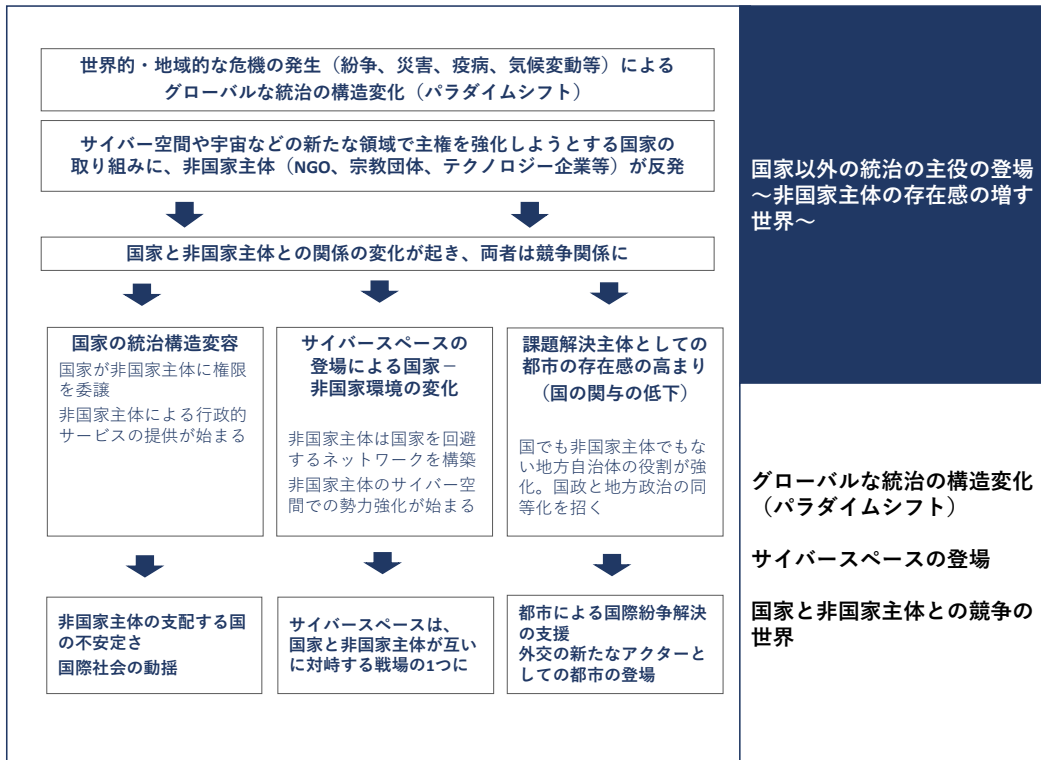 世界的・地域的な危機の発生（紛争、災害、疫病、気候変動等）による
グローバルな統治の構造変化（パラダイムシフト）
サイバー空間や宇宙などの新たな領域で主権を強化しようとする国家の
取り組みに、非国家主体（NGO、宗教団体、テクノロジー企業等）が反発
国家と非国家主体との関係の変化が起き、両者は競争関係に
国家の統治構造変容
国家が非国家主体に権限
を委譲
非国家主体による行政的
サービスの提供が始まる
サイバースペースの
登場による国家－
非国家環境の変化
非国家主体は国家を回避
するネットワークを構築
非国家主体のサイバー空
間での勢力強化が始まる
課題解決主体としての
都市の存在感の高まり
（国の関与の低下）
国でも非国家主体でもな
い地方自治体の役割が強
化。国政と地方政治の同
等化を招く
非国家主体の支配する国
の不安定さ
国際社会の動揺
サイバースペースは、
国家と非国家主体が互い
に対峙する戦場の1つに
都市による国際紛争解決
の支援
外交の新たなアクターと
しての都市の登場
国家以外の統治の主役の登場
～非国家主体の存在感の増す
世界～
グローバルな統治の構造変化
（パラダイムシフト）
サイバースペースの登場
国家と非国家主体との競争の
世界